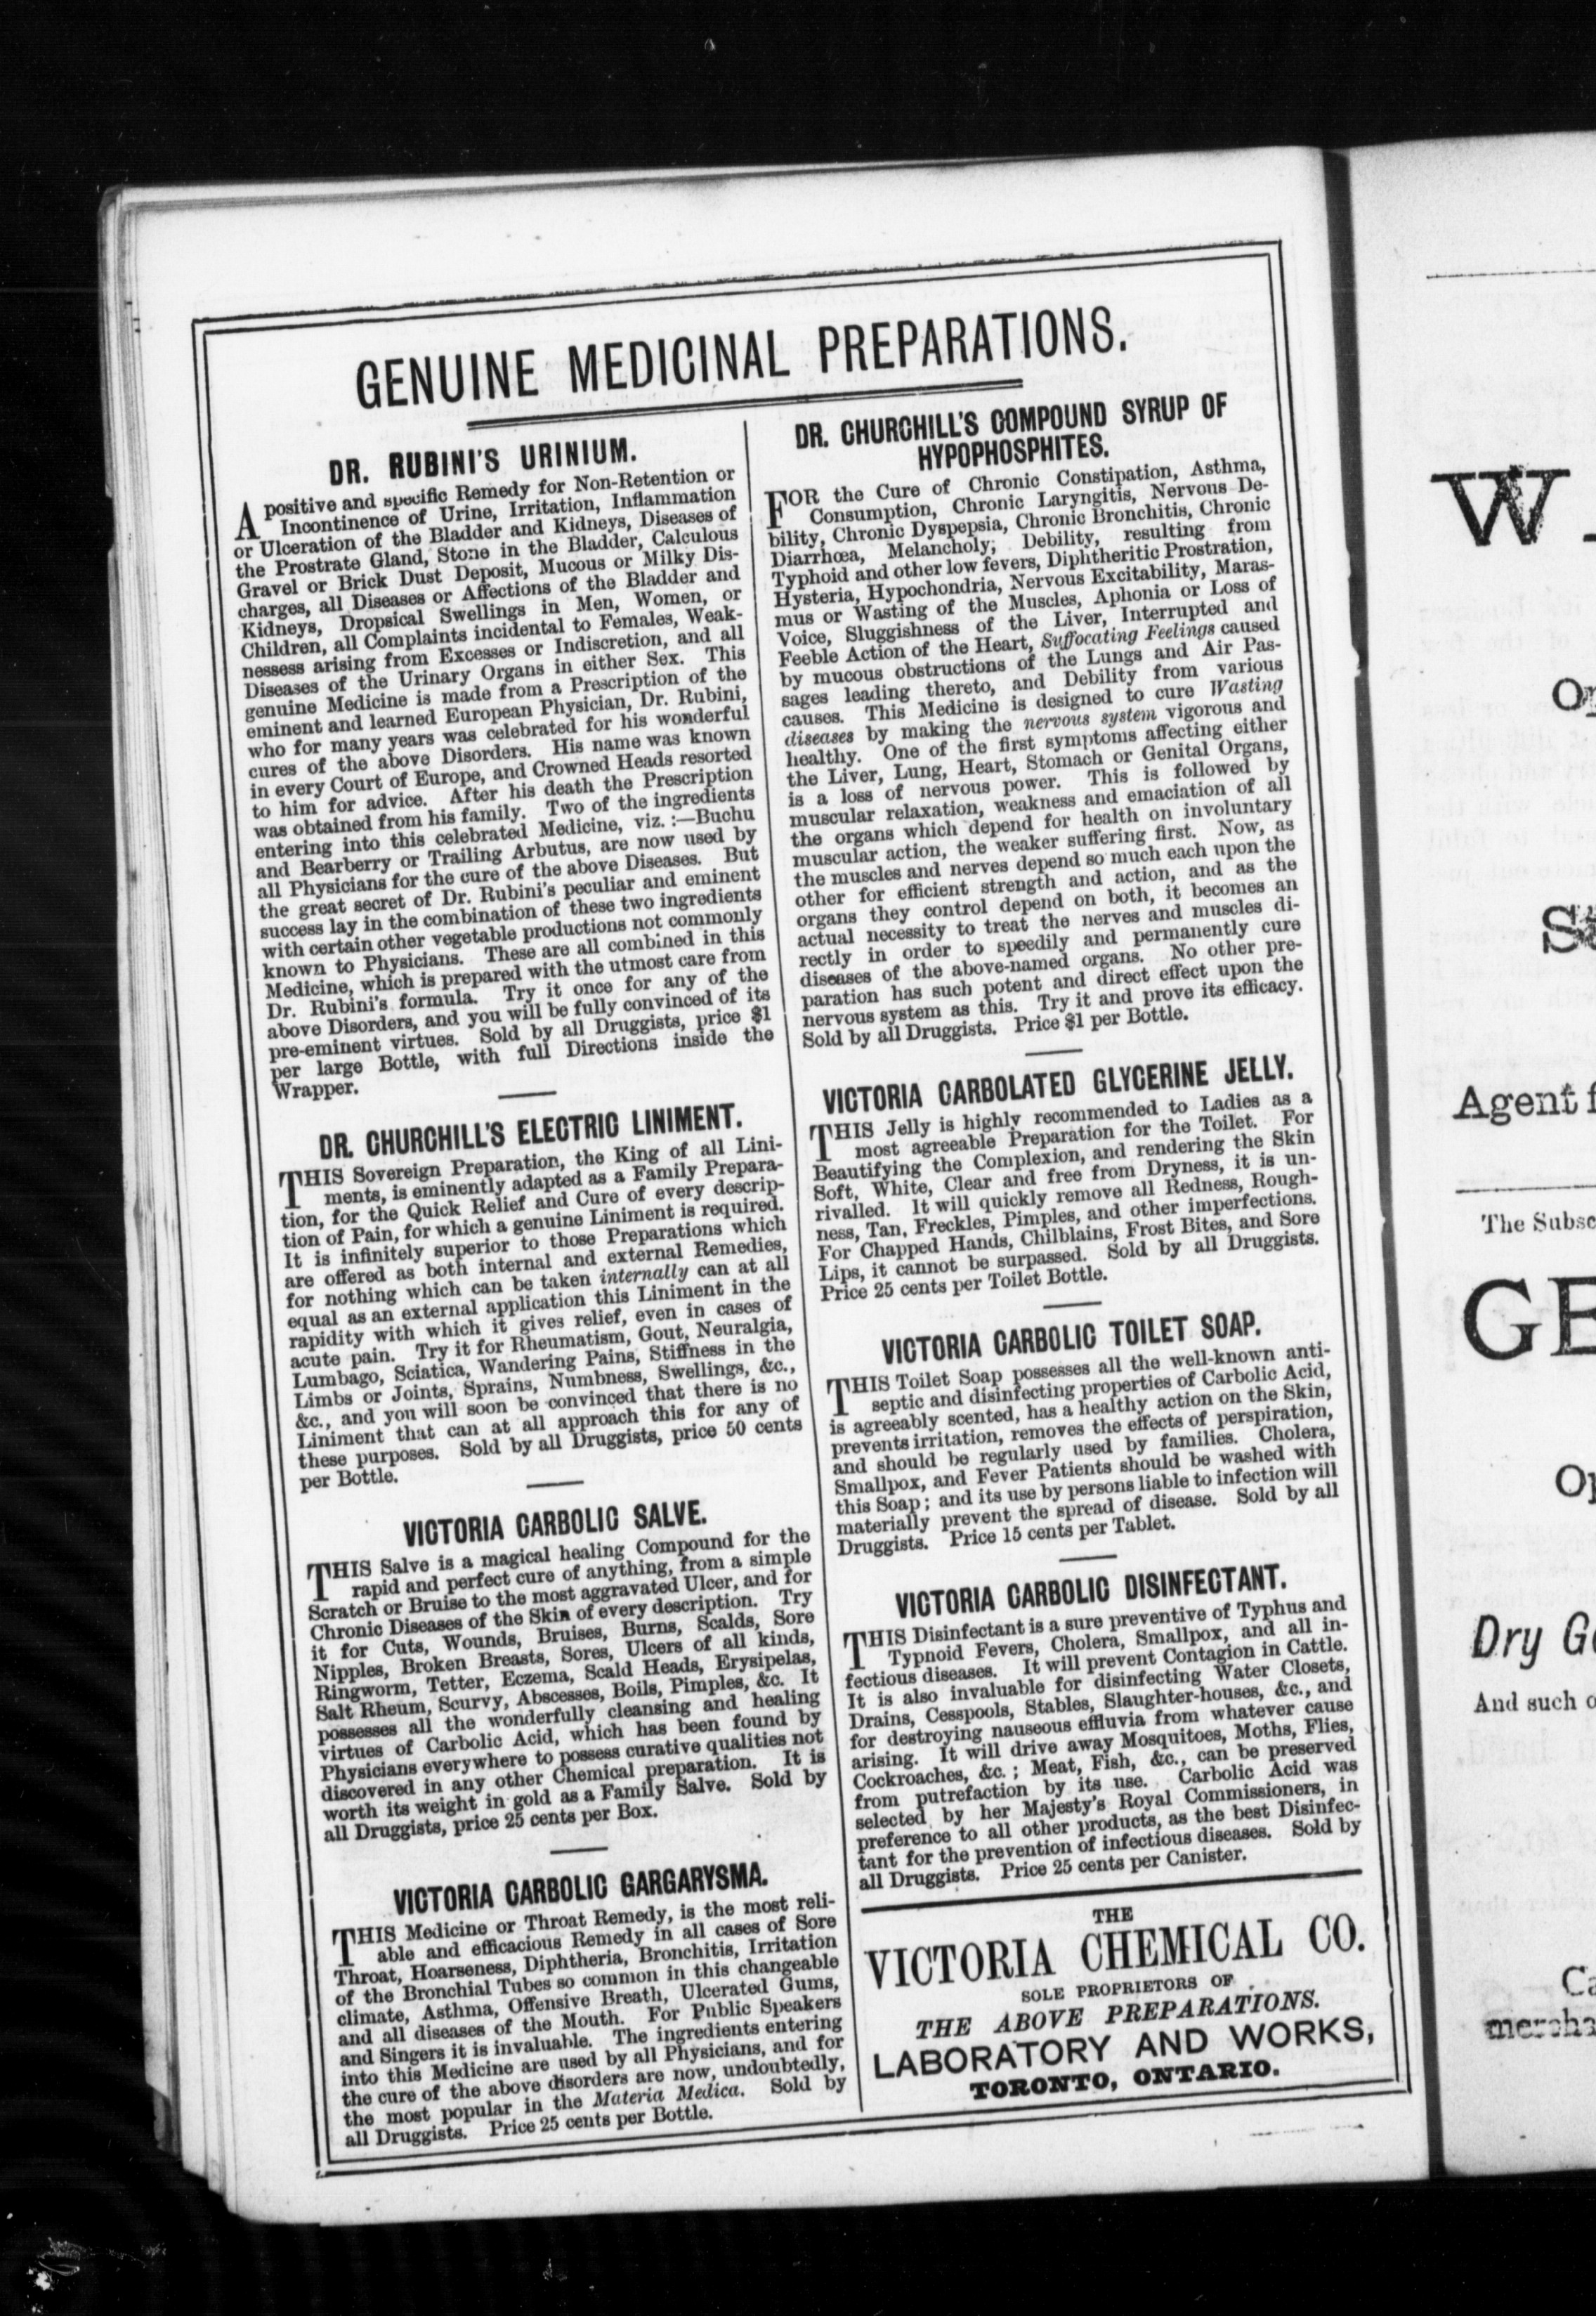 GENUINE MEDICINAL PREPARATIONS.
DR. RUBINI'S URINIUM.
A positive and specific Remedy for Non-Retention or
Incontinence of Urine, Irritation, Inflammation
or Ulceration of the Bladder and Kidneys, Diseases of
the Prostrate Gland, Stone in the Bladder, Calculous
Gravel or Brick Dust Deposit, Mucous or Milky Dis-
charges, all Diseases or Affections of the Bladder and
Kidneys, Dropsical Swellings in Men, Women, or
Children, all Complaints incidental to Females, Weak-
nessess arising from Excesses or Indiscretion, and all
Diseases of the Urinary Organs in either Sex. This
genuine Medicine is made from a Prescription of the
eminent and learned European Physician, Dr. Rubini,
who for many years was celebrated for his wonderful
cures of the above Disorders. His name was known
in every Court of Europe, and Crowned Heads resorted
to him for advice. After his death the Prescription
was obtained from his family. Two of the ingredients
entering into this celebrated Medicine, viz. :—Buchu
and Bearberry or Trailing Arbutus, are now used by
all Physicians for the cure of the above Diseases. But
the great secret of Dr. Rubini's peculiar and eminent
success lay in the combination of these two ingredients
with certain other vegetable productions not commonly
known to Physicians. These are all combined in this
Medicine, which is prepared with the utmost care from
Dr. Rubini's formula. Try it once for any of the
above Disorders, and you will be fully convinced of its
pre-eminent virtues. Sold by all Druggists, price $1
per large Bottle, with full Directions inside the
Wrapper.
DR. CHURCHILL'S ELECTRIC LINIMENT.
THIS Sovereign Preparation, the King of all Lini-
ments, is eminently adapted as a Family Prepara-
tion, for the Quick Relief and Cure of every descrip-
tion of Pain, for which a genuine Liniment is required.
It is infinitely superior to those Preparations which
are offered as both internal and external Remedies,
for nothing which can be taken internally can at all
equal as an external application this Liniment in the
rapidity with which it gives relief, even in cases of
acute pain. Try it for Rheumatism, Gout, Neuralgia,
Lumbago, Sciatica, Wandering Pains, Stiffness in the
Limbs or Joints, Sprains, Numbness, Swellings, &c.,
&c., and you will soon be convinced that there is no
Liniment that can at all approach this for any of
these purposes. Sold by all Druggists, price 50 cents
per Bottle.
VICTORIA CARBOLIC SALVE.
THIS Salve is a magical healing Compound for the
rapid and perfect cure of anything, from a simple
Scratch or Bruise to the most aggravated Ulcer, and for
Chronic Diseases of the Skin of every description. Try
it for Cuts, Wounds, Bruises, Burns, Scalds, Sore
Nipples, Broken Breasts, Sores, Ulcers of all kinds,
Ringworm, Tetter, Eczema, Scald Heads, Erysipelas,
Salt Rheum, Scurvy, Abscesses, Boils, Pimples, &c. It
possesses all the wonderfully cleansing and healing
virtues of Carbolic Acid, which has been found by
Physicians everywhere to possess curative qualities not
discovered in any other Chemical preparation. It is
worth its weight in gold as a Family Salve. Sold by
all Druggists, price 25 cents per Box.
VICTORIA CARBOLIC GARGARYSMA.
THIS Medicine or Throat Remedy, is the most reli-
able and efficacious Remedy in all cases of Sore
Throat, Hoarseness, Diphtheria, Bronchitis, Irritation
of the Bronchial Tubes so common in this changeable
climate, Asthma, Offensive Breath, Ulcerated Gums,
and all diseases of the Mouth. For Public Speakers
and Singers it is invaluable. The ingredients entering
into this Medicine are used by all Physicians, and for
the cure of the above disorders are now, undoubtedly,
the most popular in the Materia Medica. Sold by
all Druggists. Price 25 cents per Bottle.
DR. CHURCHILL'S COMPOUND SYRUP OF
HYPOPHOSPHITES.
FOR the Cure of Chronic Constipation, Asthma,
Consumption, Chronic Laryngitis, Nervous De-
bility, Chronic Dyspepsia, Chronic Bronchitis, Chronic
Diarrhœa, Melancholy; Debility, resulting from
Typhoid and other low fevers, Diphtheritic Prostration,
Hysteria, Hypochondria, Nervous Excitability, Maras-
mus or Wasting of the Muscles, Aphonia or Loss of
Voice, Sluggishness of the Liver, Interrupted and
Feeble Action of the Heart, Suffocating Feelings caused
by mucous obstructions of the Lungs and Air Pas-
sages leading thereto, and Debility from various
causes. This Medicine is designed to cure Wasting
diseases by making the nervous system vigorous and
healthy. One of the first symptoms affecting either
the Liver, Lung, Heart, Stomach or Genital Organs,
is a loss of nervous power. This is followed by
muscular relaxation, weakness and emaciation of all
the organs which depend for health on involuntary
muscular action, the weaker suffering first. Now, as
the muscles and nerves depend so much each upon the
other for efficient strength and action, and as the
organs they control depend on both, it becomes an
actual necessity to treat the nerves and muscles di-
rectly in order to speedily and permanently cure
diseases of the above-named organs. No other pre-
paration has such potent and direct effect upon the
nervous system as this. Try it and prove its efficacy.
Sold by all Druggists. Price $1 per Bottle.
VICTORIA CARBOLATED GLYCERINE JELLY.
THIS Jelly is highly recommended to Ladies as a
most agreeable Preparation for the Toilet. For
Beautifying the Complexion, and rendering the Skin
Soft, White, Clear and free from Dryness, it is un-
rivalled. It will quickly remove all Redness, Rough-
ness, Tan, Freckles, Pimples, and other imperfections.
For Chapped Hands, Chilblains, Frost Bites, and Sore
Lips, it cannot be surpassed. Sold by all Druggists.
Price 25 cents per Toilet Bottle.
VICTORIA CARBOLIC TOILET SOAP.
THIS Toilet Soap possesses all the well-known anti-
septic and disinfecting properties of Carbolic Acid,
is agreeably scented, has a healthy action on the Skin,
prevents irritation, removes the effects of perspiration,
and should be regularly used by families. Cholera,
Smallpox, and Fever Patients should be washed with
this Soap; and its use by persons liable to infection will
materially prevent the spread of disease. Sold by all
Druggists. Price 15 cents per Tablet.
VICTORIA CARBOLIC DISINFECTANT.
THIS Disinfectant is a sure preventive of Typhus and
Typnoid Fevers, Cholera, Smallpox, and all in-
fectious diseases. It will prevent Contagion in Cattle.
It is also invaluable for disinfecting Water Closets,
Drains, Cesspools, Stables, Slaughter-houses, &c., and
for destroying nauseous effluvia from whatever cause
arising. It will drive away Mosquitoes, Moths, Flies,
Cockroaches, &c.; Meat, Fish, &c., can be preserved
from putrefaction by its use. Carbolic Acid was
selected by her Majesty's Royal Commissioners, in
preference to all other products, as the best Disinfec-
tant for the prevention of infectious diseases. Sold by
all Druggists. Price 25 cents per Canister.
THE
VICTORIA CHEMICAL CO.
SOLE PROPRIETORS OF
THE ABOVE PREPARATIONS.
LABORATORY AND WORKS,
TORONTO, ONTARIO.
W
Agent f
The Subsc
GE
Dry G
And such o